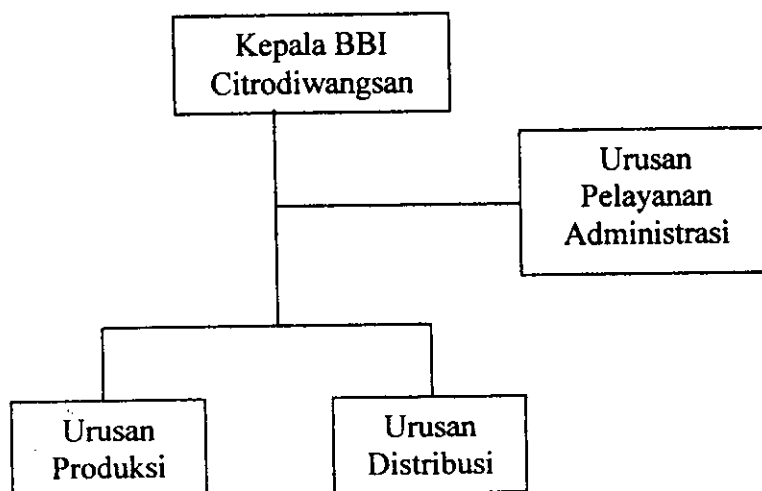 Kepala BBI
Citrodiwangsan
Urusan
Pelayanan
Administrasi
Urusan
Produksi
Urusan
Distribusi